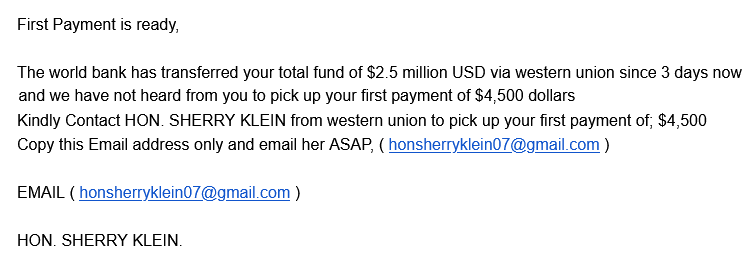 First Payment is ready,
The world bank has transferred your total fund of $2.5 million USD via western union since 3 days now
and we have not heard from you to pick up your first payment of $4,500 dollars
Kindly Contact HON. SHERRY KLEIN from western union to pick up your first payment of; $4,500
Copy this Email address only and email her ASAP, ( honsherryklein07@gmail.com )
EMAIL ( honsherryklein07@gmail.com )
HON. SHERRY KLEIN.